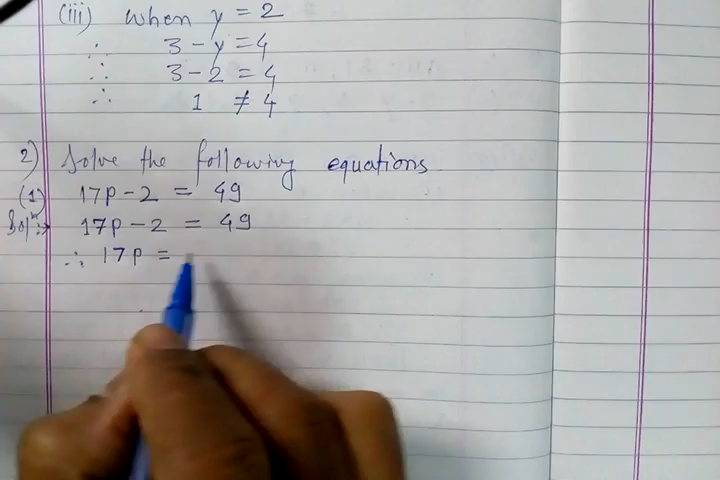 (iii) when y = 2
∴ 3 - y = 4
∴ 3 - 2 = 4
∴ 1 ≠ 4
2) Solve the following equations.
(1) 17p - 2 = 49
Solⁿ:→ 17p - 2 = 49
∴ 17p =